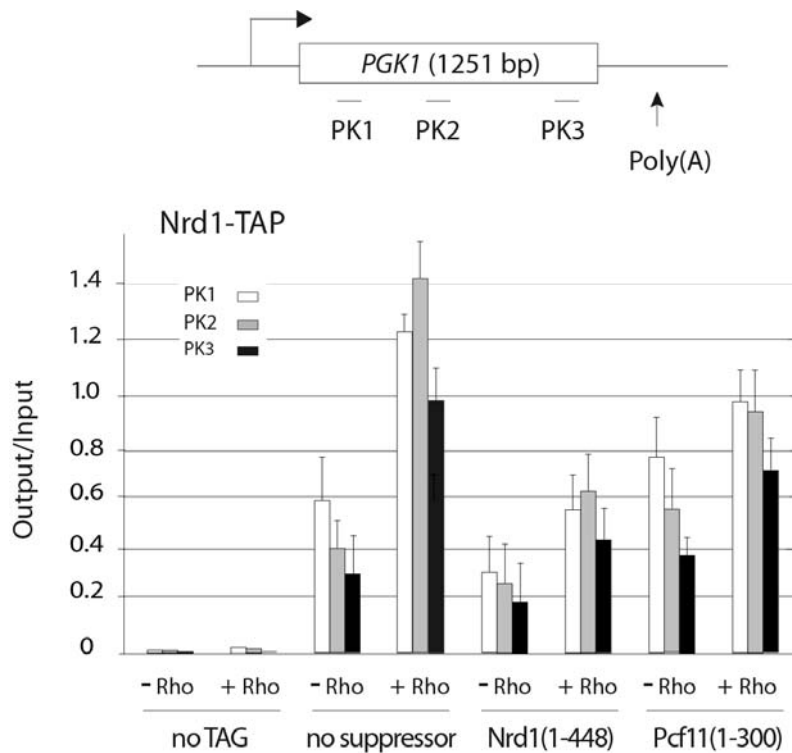 PGK1 (1251 bp)
PK1 PK2 PK3
Poly(A)
Nrd1-TAP
Output/Input
1.4
1.2
1.0
0.8
0.6
0.4
0.2
0
PK1
PK2
PK3
- Rho + Rho - Rho + Rho - Rho + Rho - Rho + Rho
no TAG no suppressor Nrd1(1-448) Pcf11(1-300)